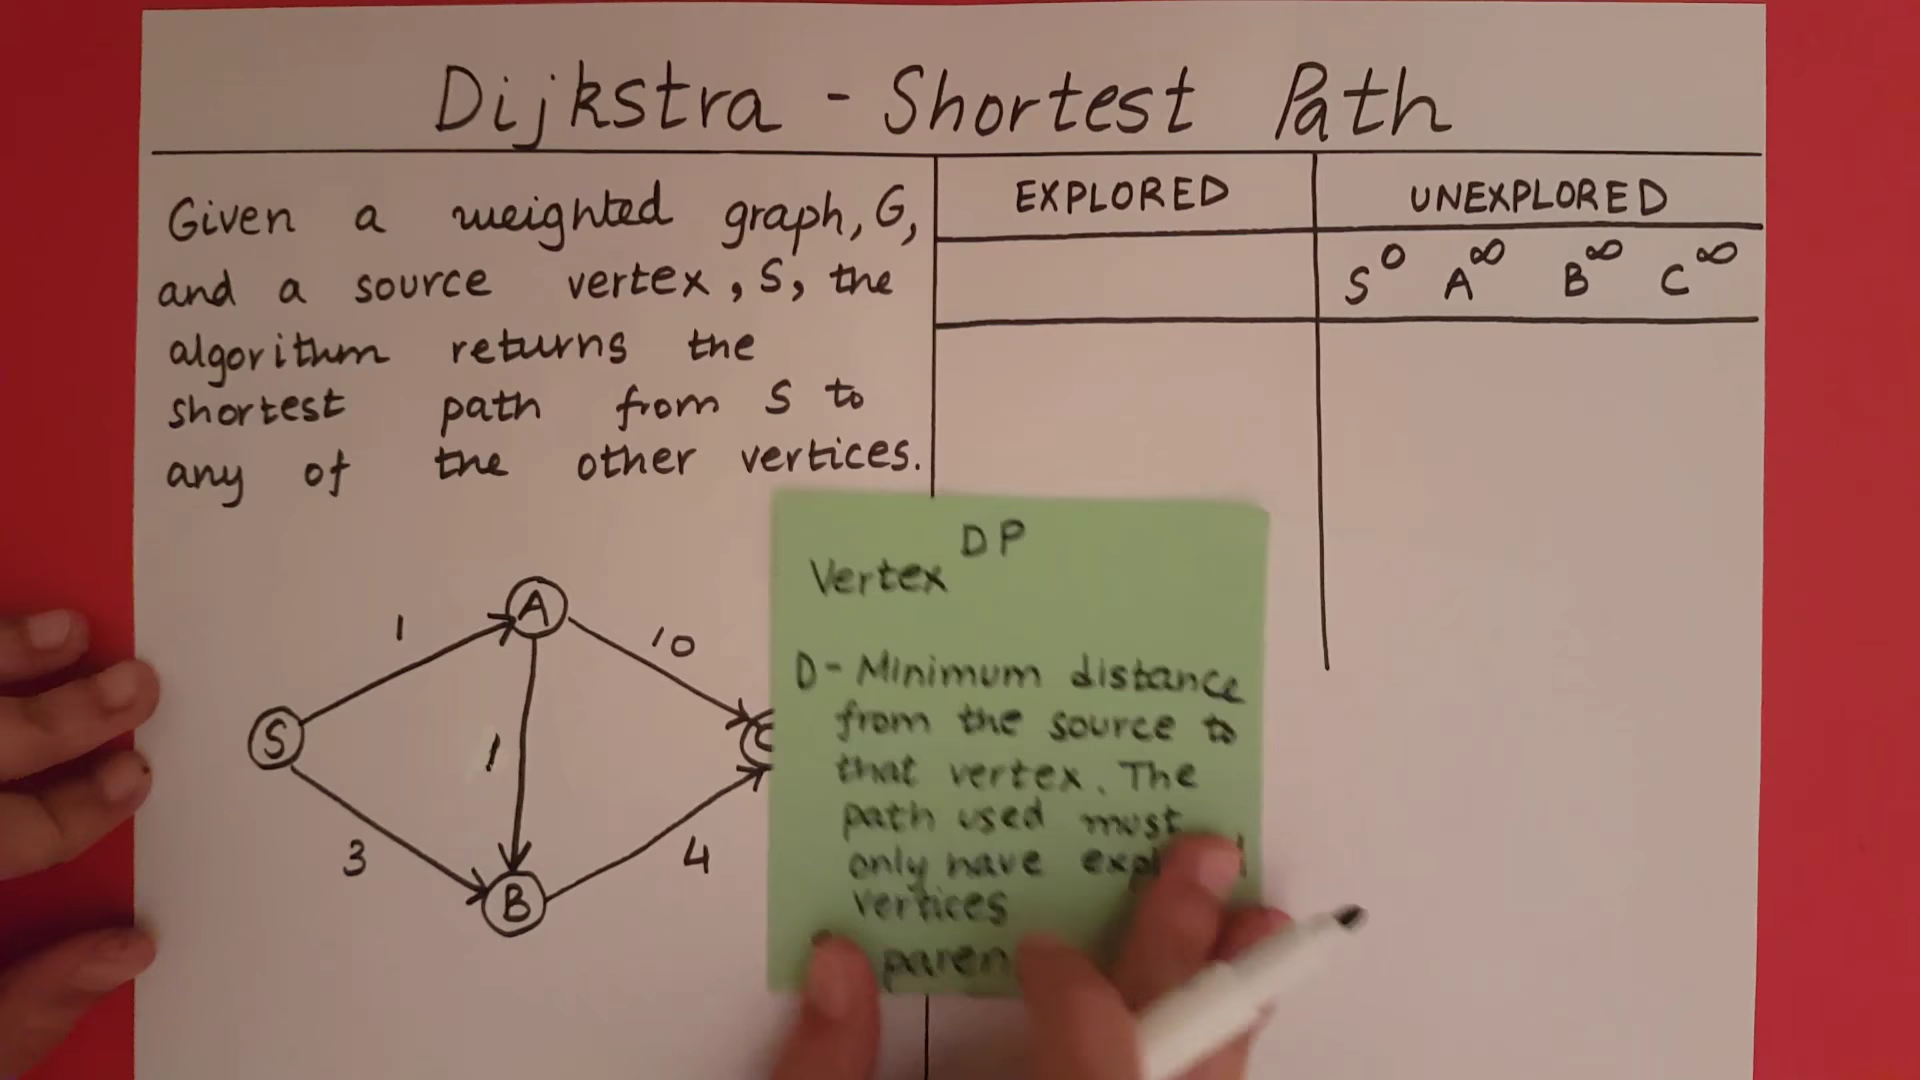 Dijkstra - Shortest Path
Given a weighted graph, G,
and a source vertex, S, the
algorithm returns the
shortest path from S to
any of the other vertices.
EXPLORED
UNEXPLORED
S⁰ A∞ B∞ C∞
A
1
10
S
1
C
3
4
B
DP
Vertex
D - Minimum distance
from the source to
that vertex. The
path used must
only have
vertices